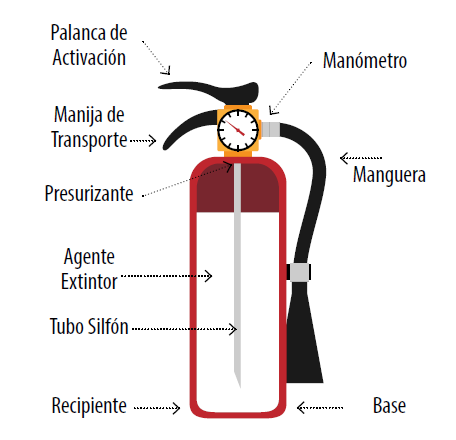 Palanca de
Activación
Manómetro
Manija de
Transporte
Manguera
Presurizante
Agente
Extintor
Tubo Silfón
Recipiente
Base